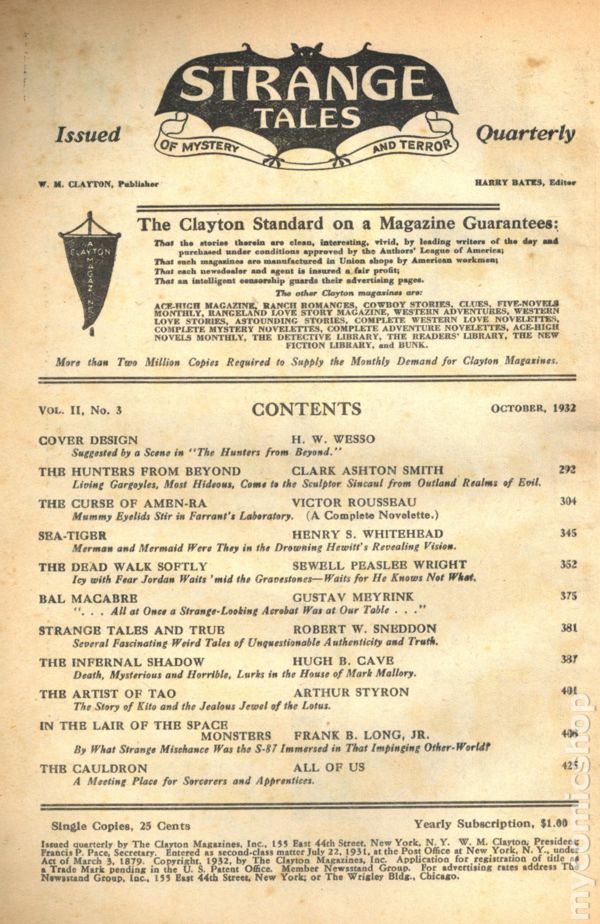 STRANGE
TALES
OF MYSTERY AND TERROR
Issued Quarterly
W. M. CLAYTON, Publisher HARRY BATES, Editor
A
CLAYTON
MAGAZINE
The Clayton Standard on a Magazine Guarantees:
That the stories therein are clean, interesting, vivid, by leading writers of the day and
purchased under conditions approved by the Authors' League of America;
That such magazines are manufactured in Union shops by American workmen;
That each newsdealer and agent is insured a fair profit;
That an intelligent censorship guards their advertising pages.
The other Clayton magazines are:
ACE-HIGH MAGAZINE, RANCH ROMANCES, COWBOY STORIES, CLUES, FIVE-NOVELS
MONTHLY, RANGELAND LOVE STORY MAGAZINE, WESTERN ADVENTURES, WESTERN
LOVE STORIES, ASTOUNDING STORIES, COMPLETE WESTERN LOVE NOVELETTES,
COMPLETE MYSTERY NOVELETTES, COMPLETE ADVENTURE NOVELETTES, ACE-HIGH
NOVELS MONTHLY, THE DETECTIVE LIBRARY, THE READERS' LIBRARY, THE NEW
FICTION LIBRARY, and BUNK.
More than Two Million Copies Required to Supply the Monthly Demand for Clayton Magazines.
VOL. II, No. 3 CONTENTS OCTOBER, 1932
COVER DESIGN H. W. WESSO
Suggested by a Scene in "The Hunters from Beyond."
THE HUNTERS FROM BEYOND CLARK ASHTON SMITH 292
Living Gargoyles, Most Hideous, Come to the Sculptor Sincaul from Outland Realms of Evil.
THE CURSE OF AMEN-RA VICTOR ROUSSEAU 304
Mummy Eyelids Stir in Farrant's Laboratory. (A Complete Novelette.)
SEA-TIGER HENRY S. WHITEHEAD 345
Merman and Mermaid Were They in the Drowning Hewitt's Revealing Vision.
THE DEAD WALK SOFTLY SEWELL PEASLEE WRIGHT 352
Icy with Fear Jordan Waits 'mid the Gravestones—Waits for He Knows Not What.
BAL MACABRE GUSTAV MEYRINK 375
". . . All at Once a Strange-Looking Acrobat Was at Our Table . . ."
STRANGE TALES AND TRUE ROBERT W. SNEDDON 381
Several Fascinating Weird Tales of Unquestionable Authenticity and Truth.
THE INFERNAL SHADOW HUGH B. CAVE 387
Death, Mysterious and Horrible, Lurks in the House of Mark Mallory.
THE ARTIST OF TAO ARTHUR STYRON 401
The Story of Kito and the Jealous Jewel of the Lotus.
IN THE LAIR OF THE SPACE
MONSTERS FRANK B. LONG, JR. 408
By What Strange Mischance Was the S-87 Immersed in That Impinging Other-World?
THE CAULDRON ALL OF US 425
A Meeting Place for Sorcerers and Apprentices.
Single Copies, 25 Cents Yearly Subscription, $1.00
Issued quarterly by The Clayton Magazines, Inc., 155 East 44th Street, New York, N. Y. W. M. Clayton, President;
Francis P. Pace, Secretary. Entered as second-class matter July 22, 1931, at the Post Office at New York, N. Y., under
Act of March 3, 1879. Copyright, 1932, by The Clayton Magazines, Inc. Application for registration of title as
a Trade Mark pending in the U. S. Patent Office. Member Newsstand Group. For advertising rates address The
Newsstand Group, Inc., 155 East 44th Street, New York; or The Wrigley Bldg., Chicago.
mycomicshop